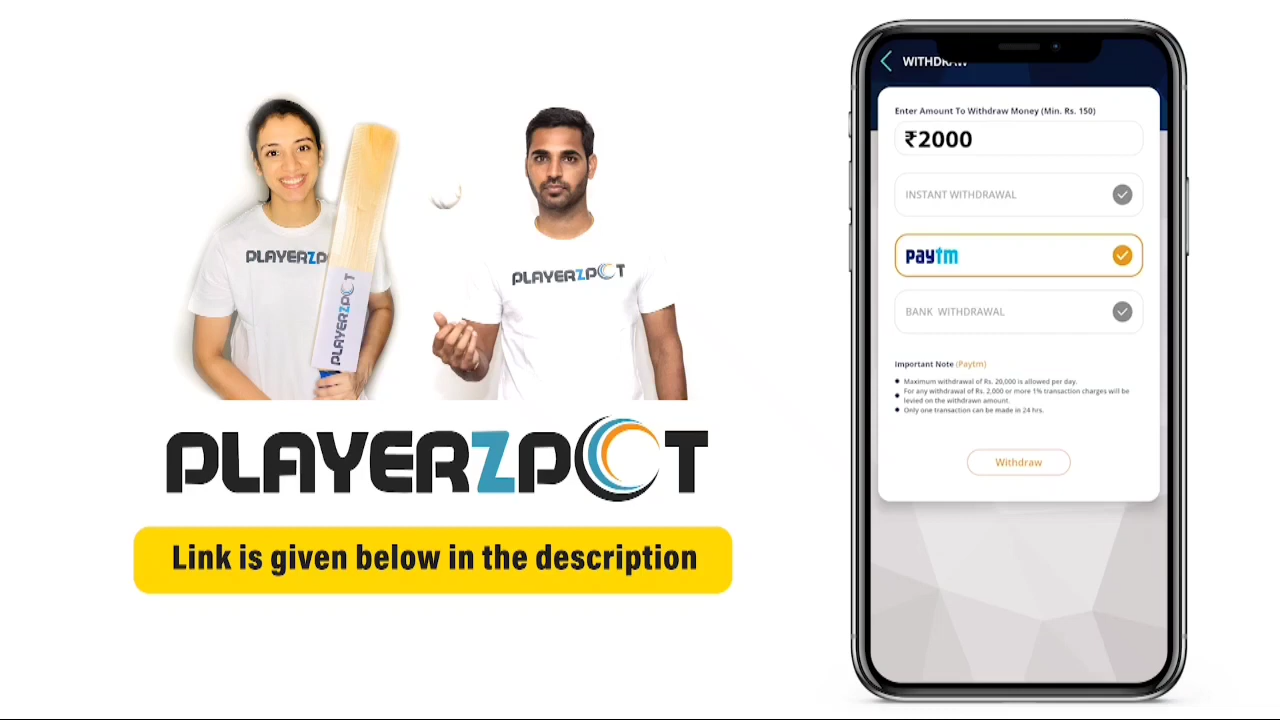 PLAYERZP
PLAYERZPOT
PLAYERZPOT
PLAYERZPOT
Link is given below in the description
WITHDRAW
Enter Amount To Withdraw Money (Min. Rs. 150)
₹2000
INSTANT WITHDRAWAL
paytm
BANK WITHDRAWAL
Important Note (Paytm)
Maximum withdrawal of Rs. 20,000 is allowed per day.
For any withdrawal of Rs. 2,000 or more 1% transaction charges will be
levied on the withdrawn amount.
Only one transaction can be made in 24 hrs.
Withdraw